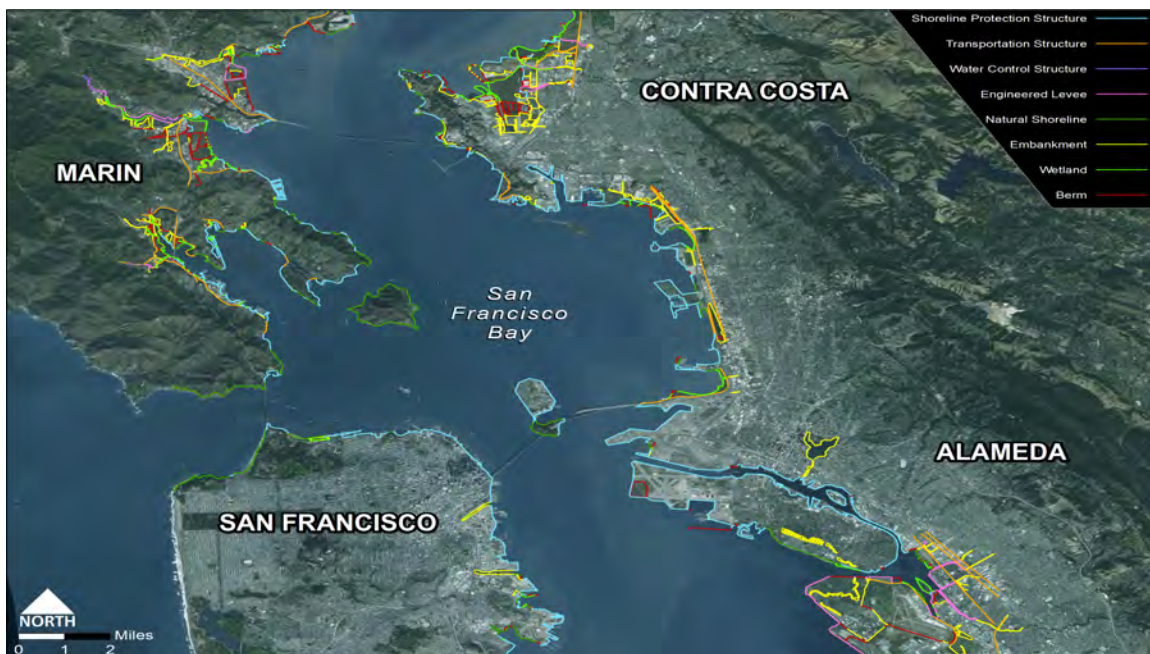 Shoreline Protection Structure
Transportation Structure
Water Control Structure
Engineered Levee
Natural Shoreline
Embankment
Wetland
Berm
CONTRA COSTA
MARIN
San
Francisco
Bay
ALAMEDA
SAN FRANCISCO
NORTH
Miles
0 1 2